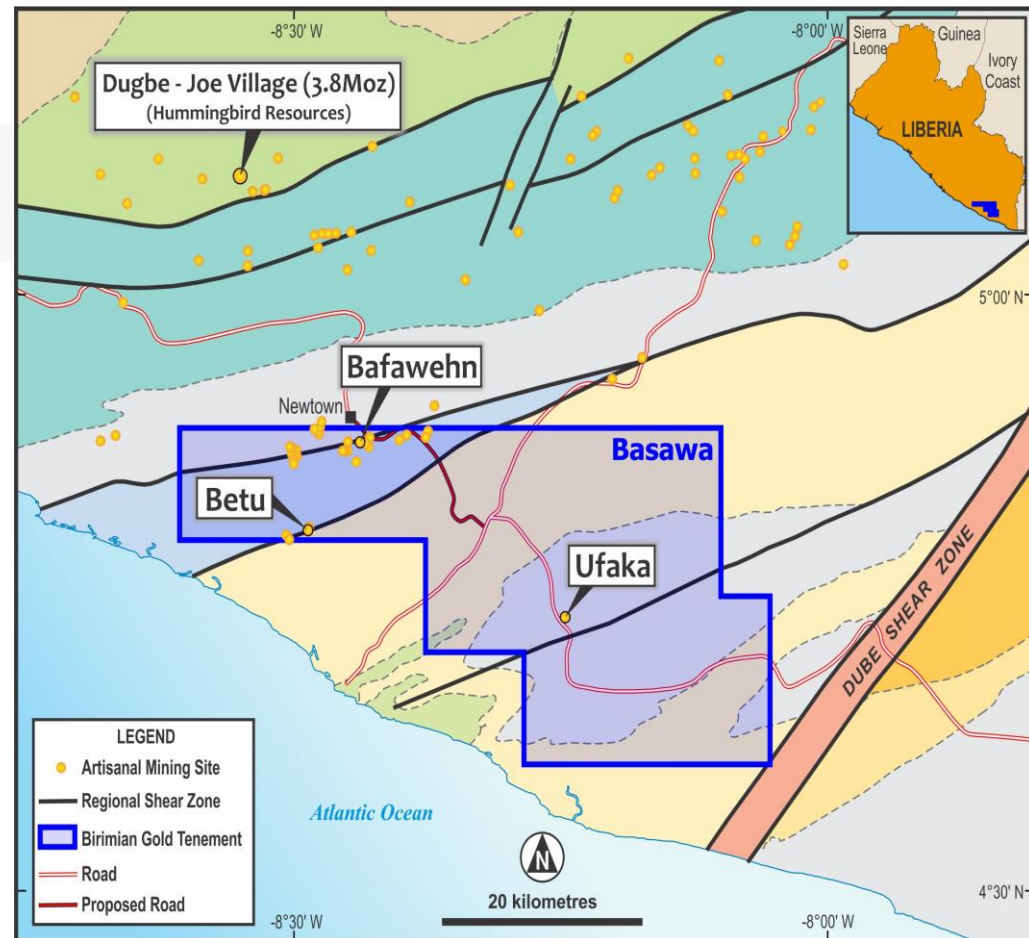 -8°30' W
-8°00' W
Sierra
Leone
Guinea
Ivory
Coast
LIBERIA
Dugbe - Joe Village (3.8Moz)
(Hummingbird Resources)
5°00' N
Bafawehn
Newtown
Basawa
Betu
Ufaka
DUBE SHEAR ZONE
LEGEND
Artisanal Mining Site
Regional Shear Zone
Birimian Gold Tenement
Road
Proposed Road
Atlantic Ocean
N
20 kilometres
4°30' N
-8°30' W
-8°00' W